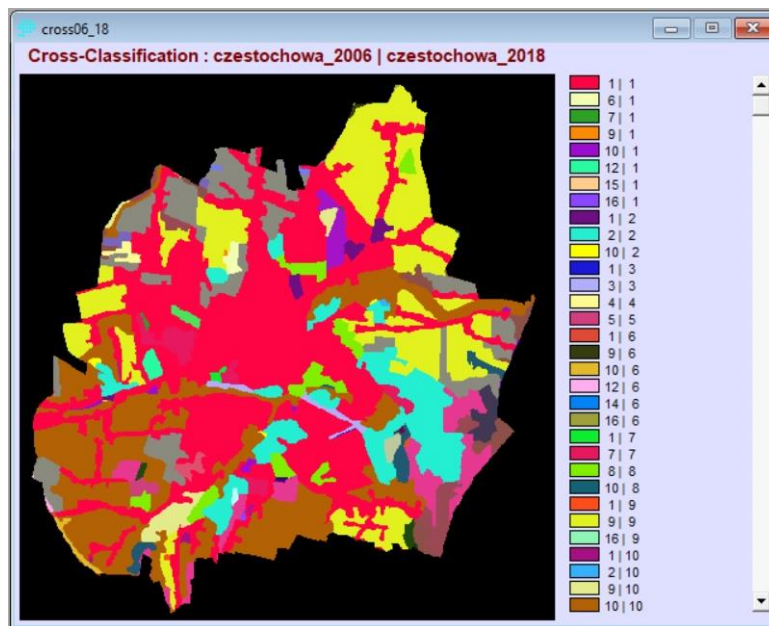 cross06_18
Cross-Classification : czestochowa_2006 | czestochowa_2018
1 | 1
6 | 1
7 | 1
9 | 1
10 | 1
12 | 1
15 | 1
16 | 1
1 | 2
2 | 2
10 | 2
1 | 3
3 | 3
4 | 4
5 | 5
1 | 6
9 | 6
10 | 6
12 | 6
14 | 6
16 | 6
1 | 7
7 | 7
8 | 8
10 | 8
1 | 9
9 | 9
16 | 9
1 | 10
2 | 10
9 | 10
10 | 10